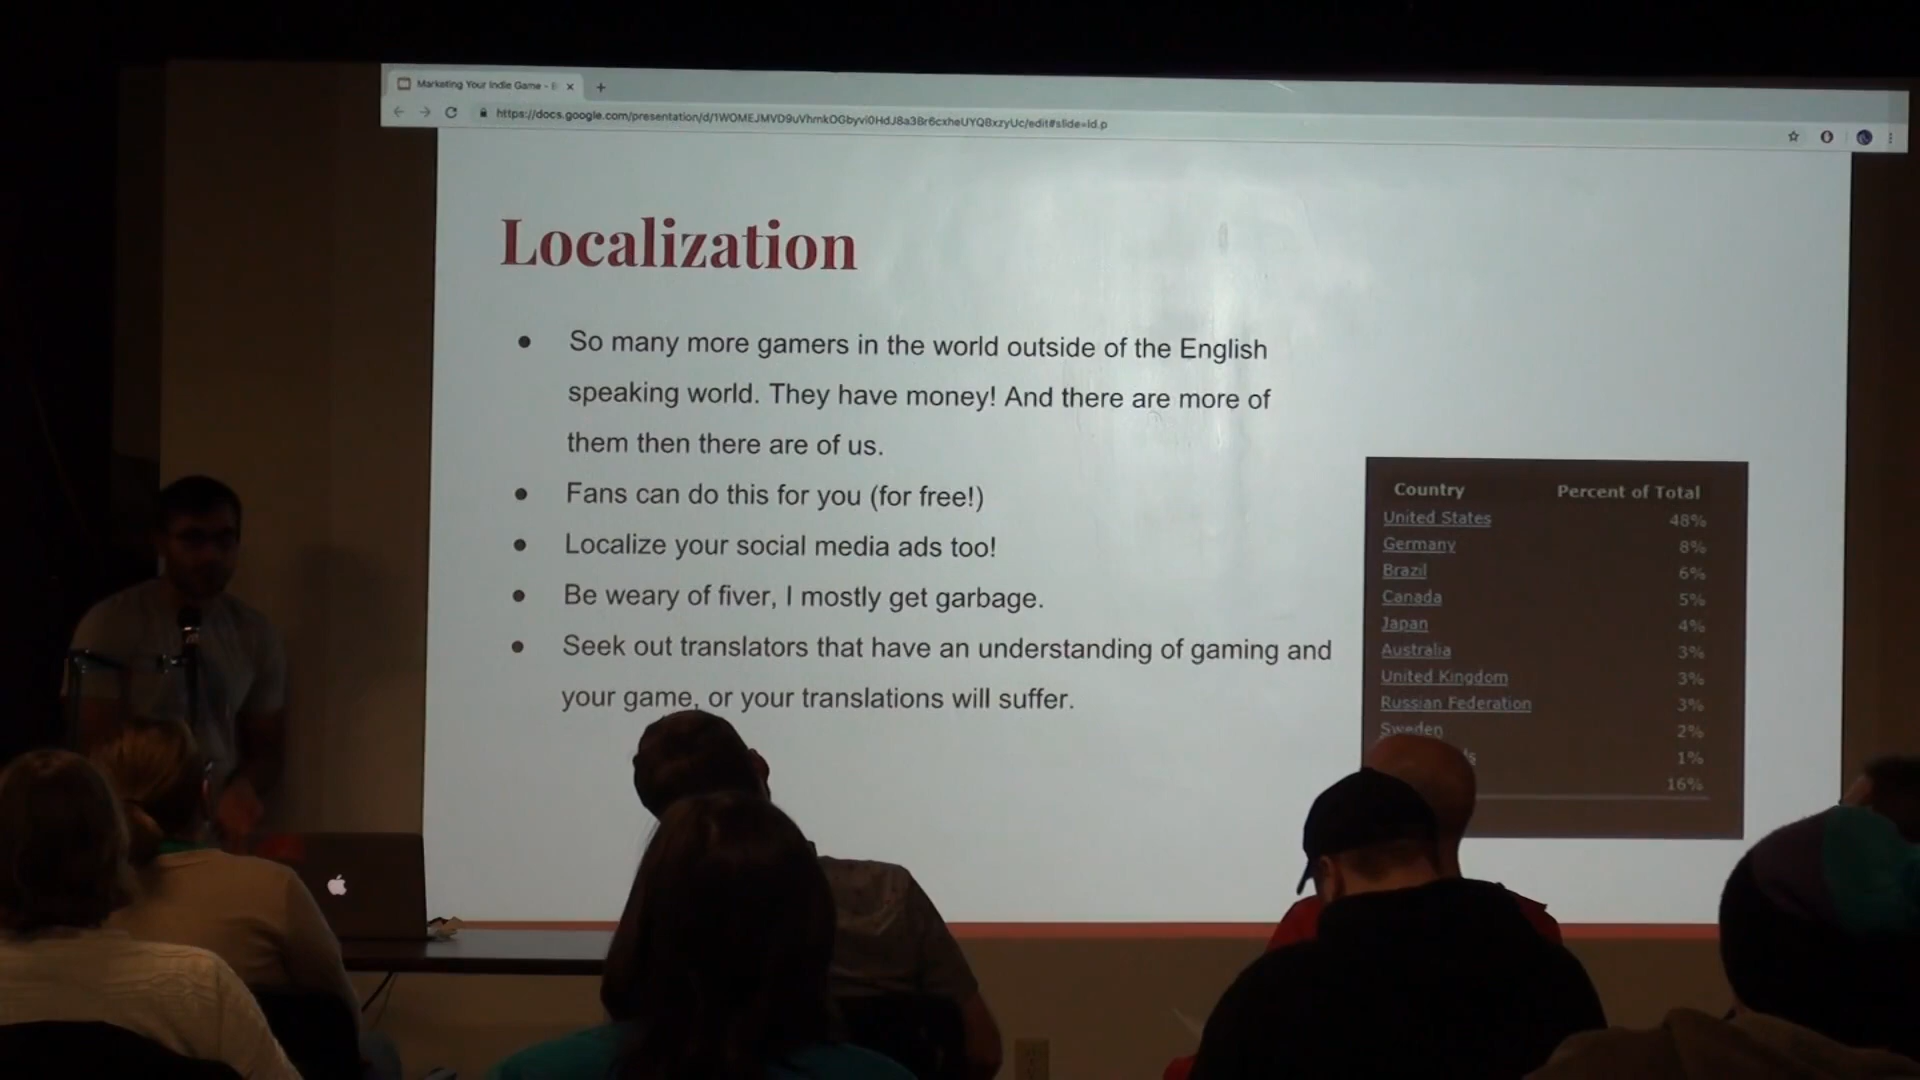 Marketing Your Indie Game -
https://docs.google.com/presentation/d/1WOMEJMVD9uVhmkOGbyvi0HdJ8a3Br6cxheUYQBxzyUc/edit#slide=id.p
Localization
● So many more gamers in the world outside of the English
speaking world. They have money! And there are more of
them then there are of us.
● Fans can do this for you (for free!)
● Localize your social media ads too!
● Be weary of fiver, I mostly get garbage.
● Seek out translators that have an understanding of gaming and
your game, or your translations will suffer.
Country Percent of Total
United States 48%
Germany 8%
Brazil 6%
Canada 5%
Japan 4%
Australia 3%
United Kingdom 3%
Russian Federation 3%
Sweden 2%
1%
16%